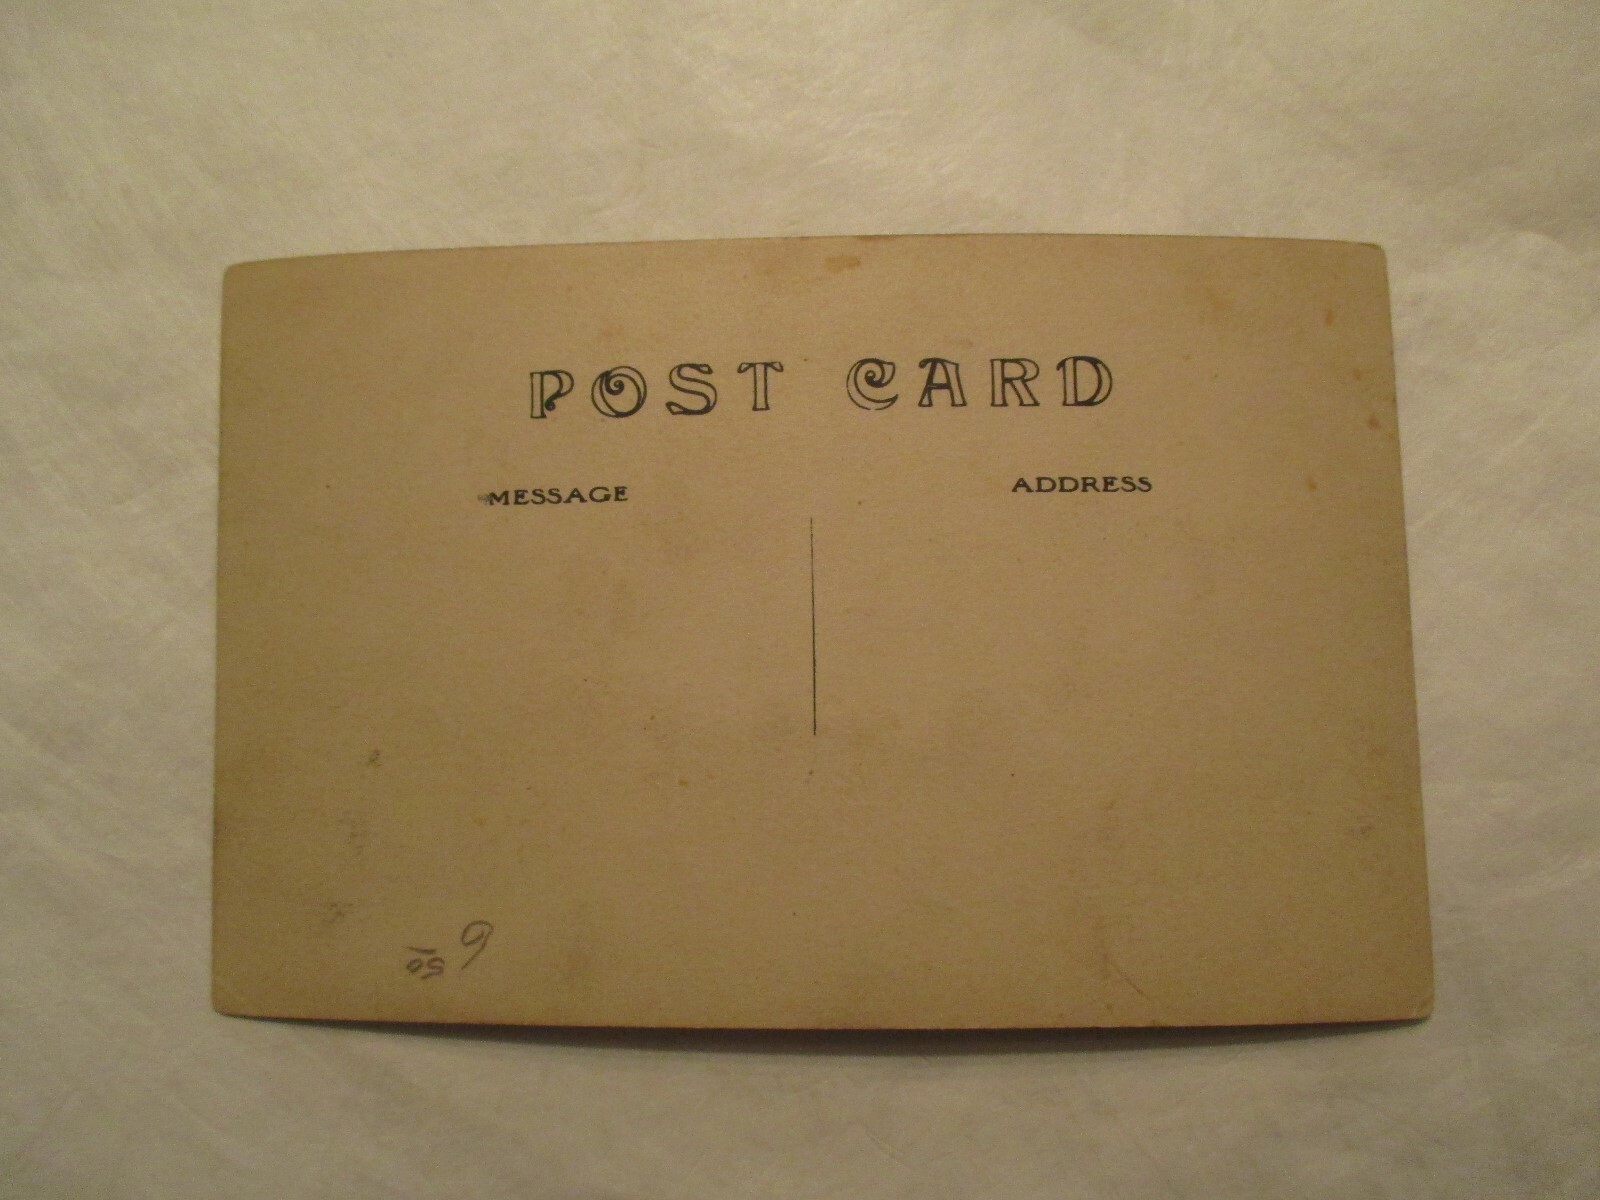 POST CARD
MESSAGE
ADDRESS
6 50